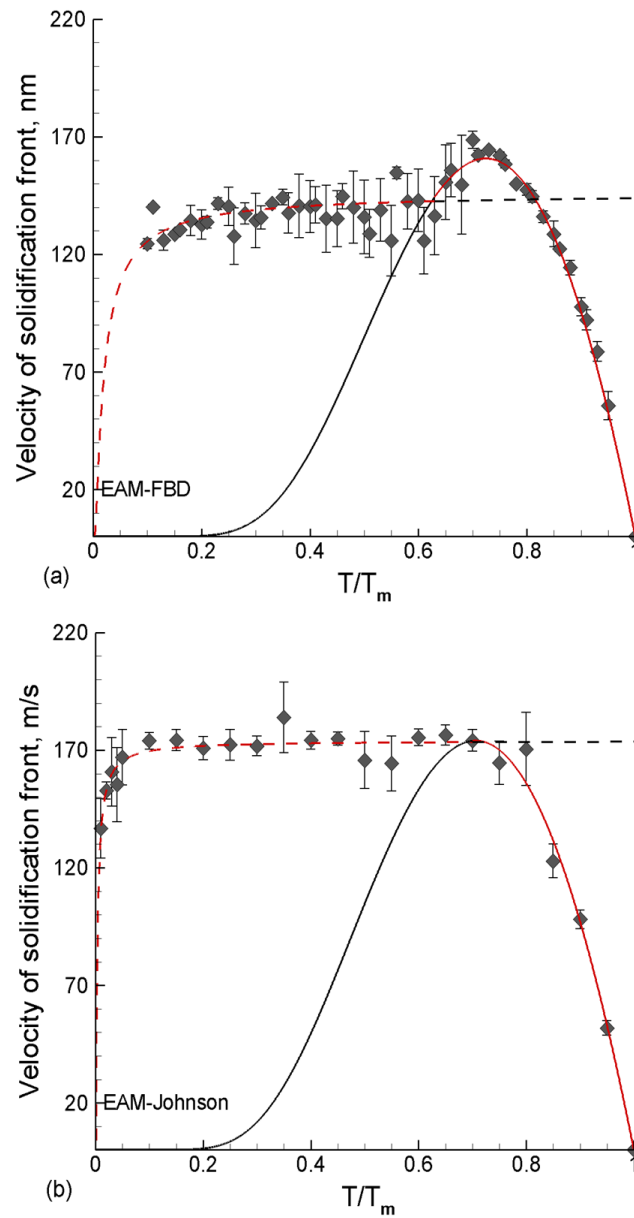 220
170
120
70
20
Velocity of solidification front, nm
EAM-FBD
0 0.2 0.4 0.6 0.8
(a)
T/Tm
220
170
120
70
20
Velocity of solidification front, m/s
EAM-Johnson
0 0.2 0.4 0.6 0.8
(b)
T/Tm